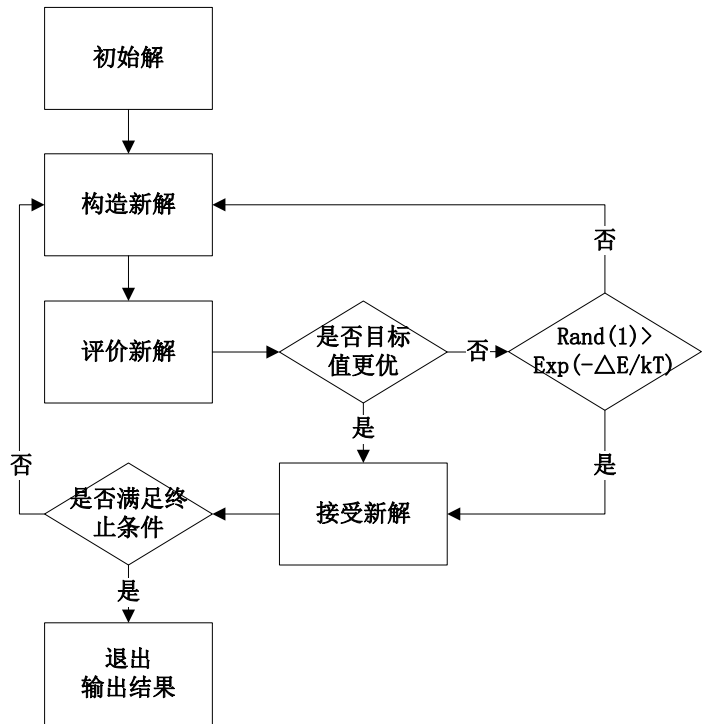 初始解
构造新解
否
评价新解
是否目标
值更优
否
Rand(1)>
Exp(-△E/kT)
是
是
否
是否满足终
止条件
接受新解
是
退出
输出结果